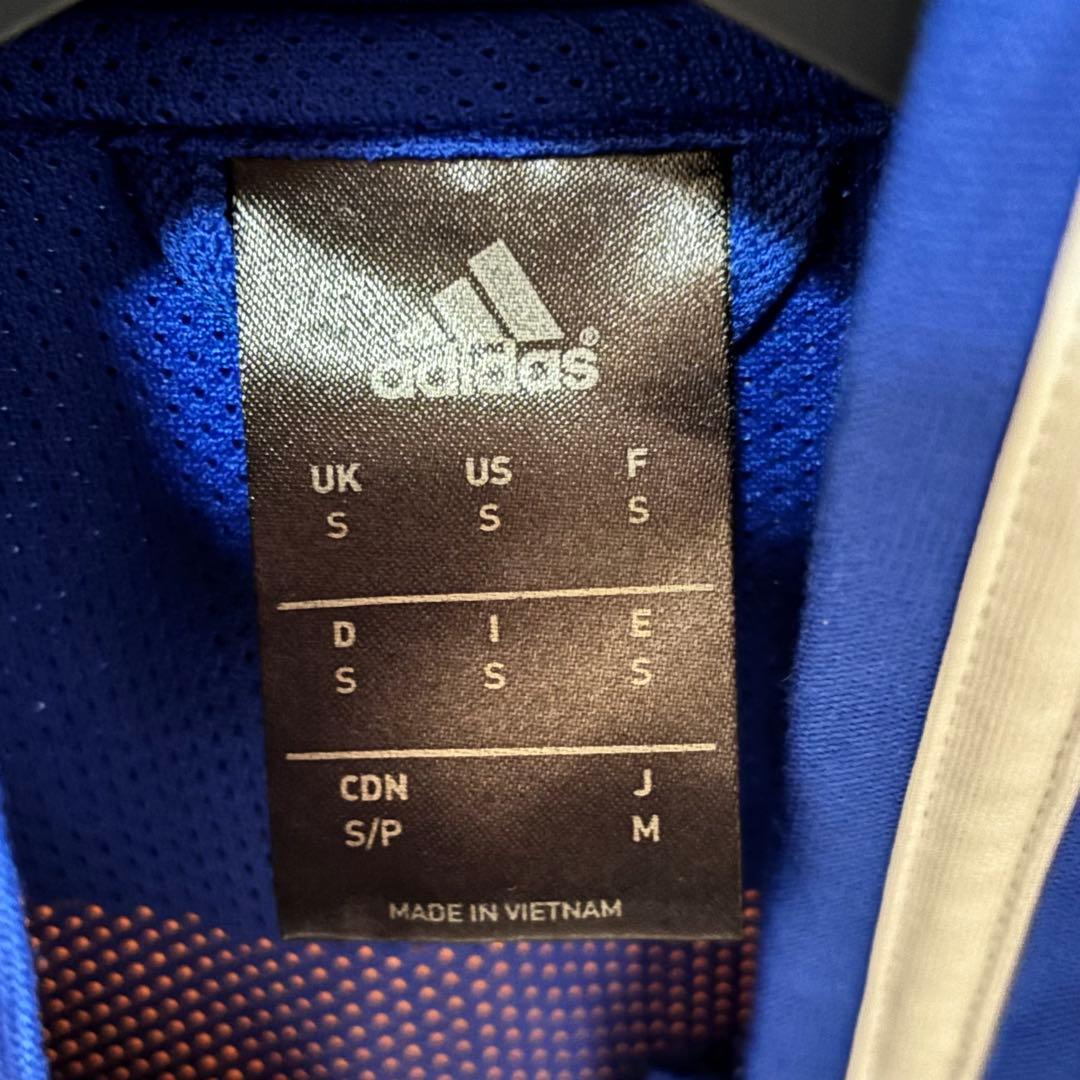 adidas®
UK US F
S S S
D I E
S S S
CDN J
S/P M
MADE IN VIETNAM